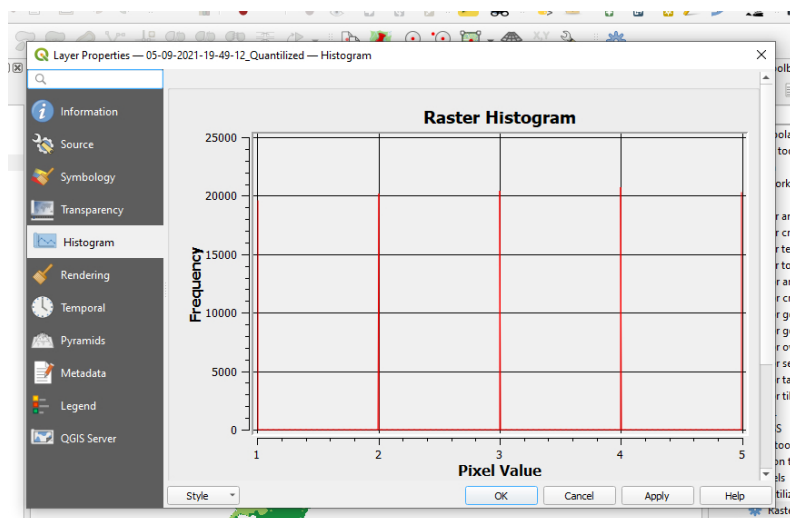 Layer Properties — 05-09-2021-19-49-12_Quantilized — Histogram
Information
Source
Symbology
Transparency
Histogram
Rendering
Temporal
Pyramids
Metadata
Legend
QGIS Server
Raster Histogram
25000
20000
15000
10000
5000
0
Frequency
1 2 3 4 5
Pixel Value
Style
OK Cancel Apply Help